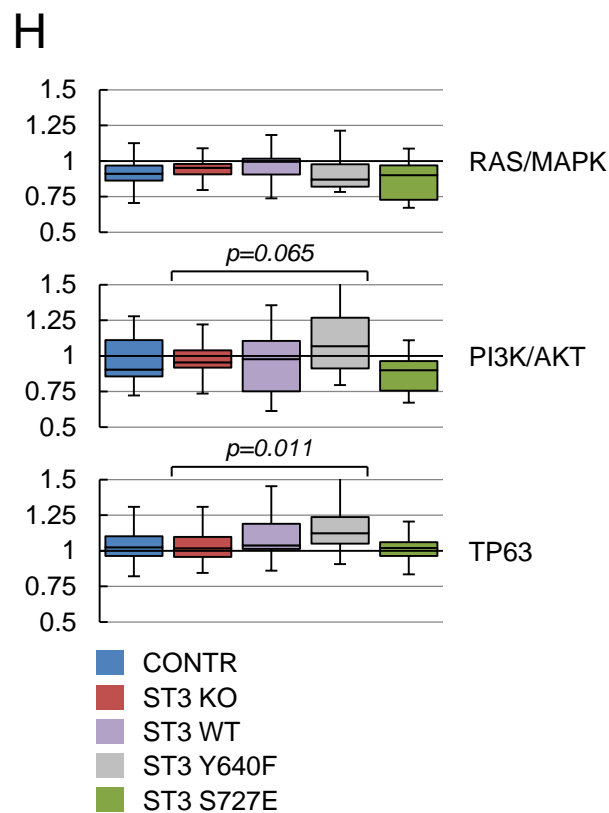 H
1.5
1.25
1
0.75
0.5
RAS/MAPK
p=0.065
1.5
1.25
1
0.75
0.5
PI3K/AKT
p=0.011
1.5
1.25
1
0.75
0.5
TP63
CONTR
ST3 KO
ST3 WT
ST3 Y640F
ST3 S727E